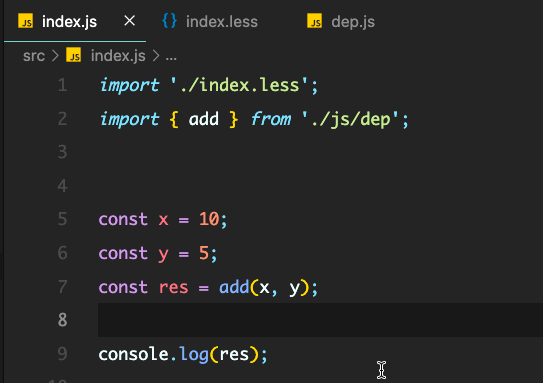 JS index.js × {} index.less JS dep.js
src > JS index.js > ...
1 import './index.less';
2 import { add } from './js/dep';
3
4
5 const x = 10;
6 const y = 5;
7 const res = add(x, y);
8
9 console.log(res);